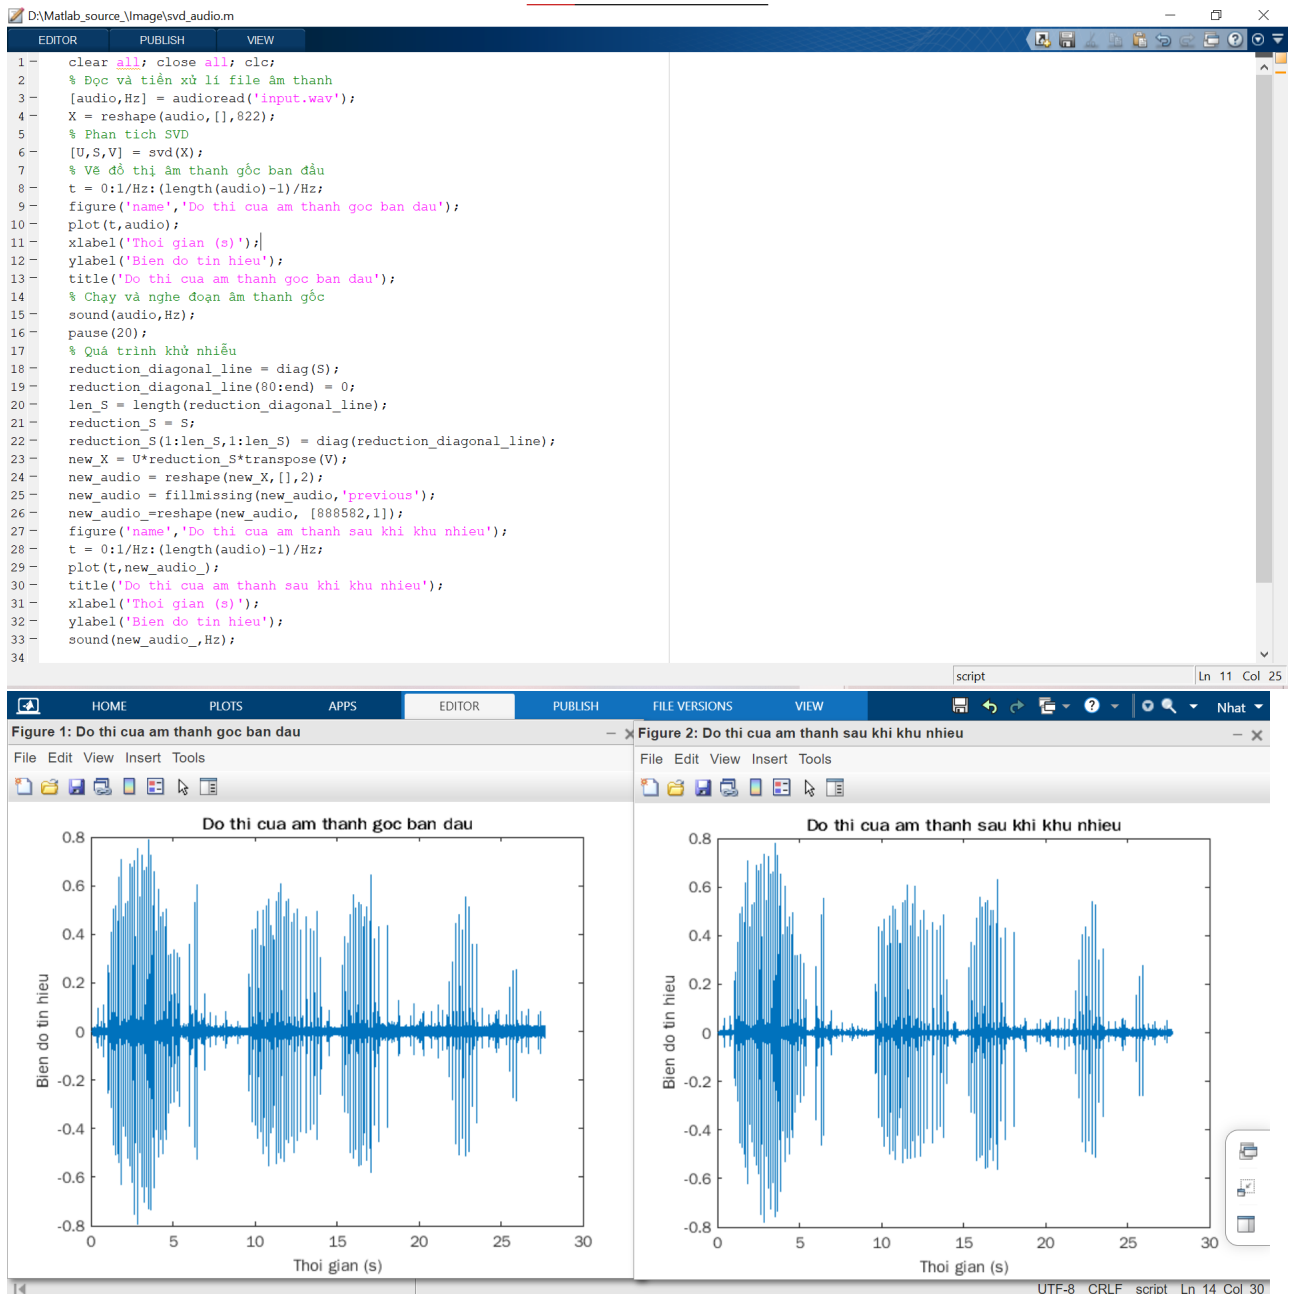 D:\Matlab_source_\Image\svd_audio.m
EDITOR PUBLISH VIEW
1 clear all; close all; clc;
2 % Đọc và tiền xử lí file âm thanh
3 [audio,Hz] = audioread('input.wav');
4 X = reshape(audio,[],822);
5 % Phan tich SVD
6 [U,S,V] = svd(X);
7 % Vẽ đồ thị âm thanh gốc ban đầu
8 t = 0:1/Hz:(length(audio)-1)/Hz;
9 figure('name','Do thi cua am thanh goc ban dau');
10 plot(t,audio);
11 xlabel('Thoi gian (s)');
12 ylabel('Bien do tin hieu');
13 title('Do thi cua am thanh goc ban dau');
14 % Chạy và nghe đoạn âm thanh gốc
15 sound(audio,Hz);
16 pause(20);
17 % Quá trình khử nhiễu
18 reduction_diagonal_line = diag(S);
19 reduction_diagonal_line(80:end) = 0;
20 len_S = length(reduction_diagonal_line);
21 reduction_S = S;
22 reduction_S(1:len_S,1:len_S) = diag(reduction_diagonal_line);
23 new_X = U*reduction_S*transpose(V);
24 new_audio = reshape(new_X,[],2);
25 new_audio = fillmissing(new_audio,'previous');
26 new_audio_=reshape(new_audio, [888582,1]);
27 figure('name','Do thi cua am thanh sau khi khu nhieu');
28 t = 0:1/Hz:(length(audio)-1)/Hz;
29 plot(t,new_audio_);
30 title('Do thi cua am thanh sau khi khu nhieu');
31 xlabel('Thoi gian (s)');
32 ylabel('Bien do tin hieu');
33 sound(new_audio_,Hz);
34
script Ln 11 Col 25
HOME PLOTS APPS EDITOR PUBLISH FILE VERSIONS VIEW Nhat
Figure 1: Do thi cua am thanh goc ban dau
File Edit View Insert Tools
Do thi cua am thanh goc ban dau
0.8
0.6
0.4
0.2
0
-0.2
-0.4
-0.6
-0.8
Bien do tin hieu
0 5 10 15 20 25 30
Thoi gian (s)
Figure 2: Do thi cua am thanh sau khi khu nhieu
File Edit View Insert Tools
Do thi cua am thanh sau khi khu nhieu
0.8
0.6
0.4
0.2
0
-0.2
-0.4
-0.6
-0.8
Bien do tin hieu
0 5 10 15 20 25 30
Thoi gian (s)
UTF-8 CRLF script Ln 14 Col 30